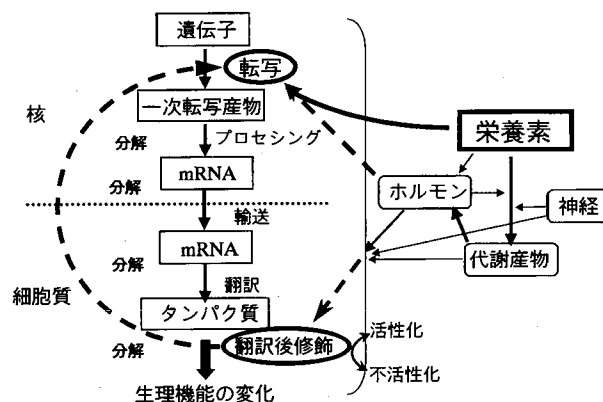 遺伝子
転写
一次転写産物
核
分解
プロセシング
栄養素
分解
mRNA
ホルモン
神経
輸送
分解
mRNA
代謝産物
翻訳
細胞質
タンパク質
分解
翻訳後修飾
活性化
不活性化
生理機能の変化